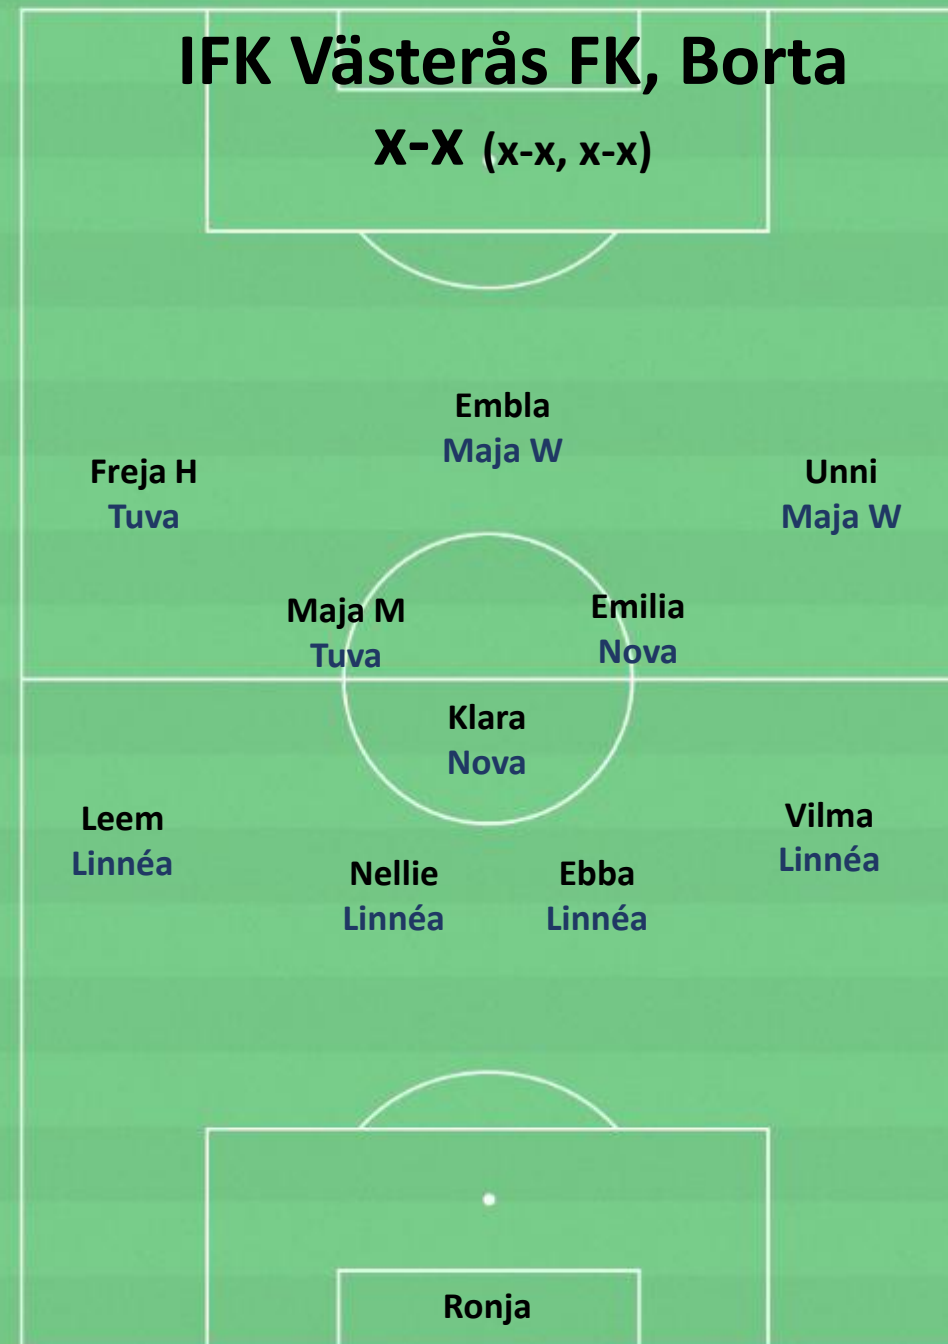 IFK Västerås FK, Borta
x-x (x-x, x-x)
Embla
Maja W
Freja H
Tuva
Unni
Maja W
Maja M
Tuva
Emilia
Nova
Klara
Nova
Leem
Linnéa
Vilma
Linnéa
Nellie
Linnéa
Ebba
Linnéa
Ronja